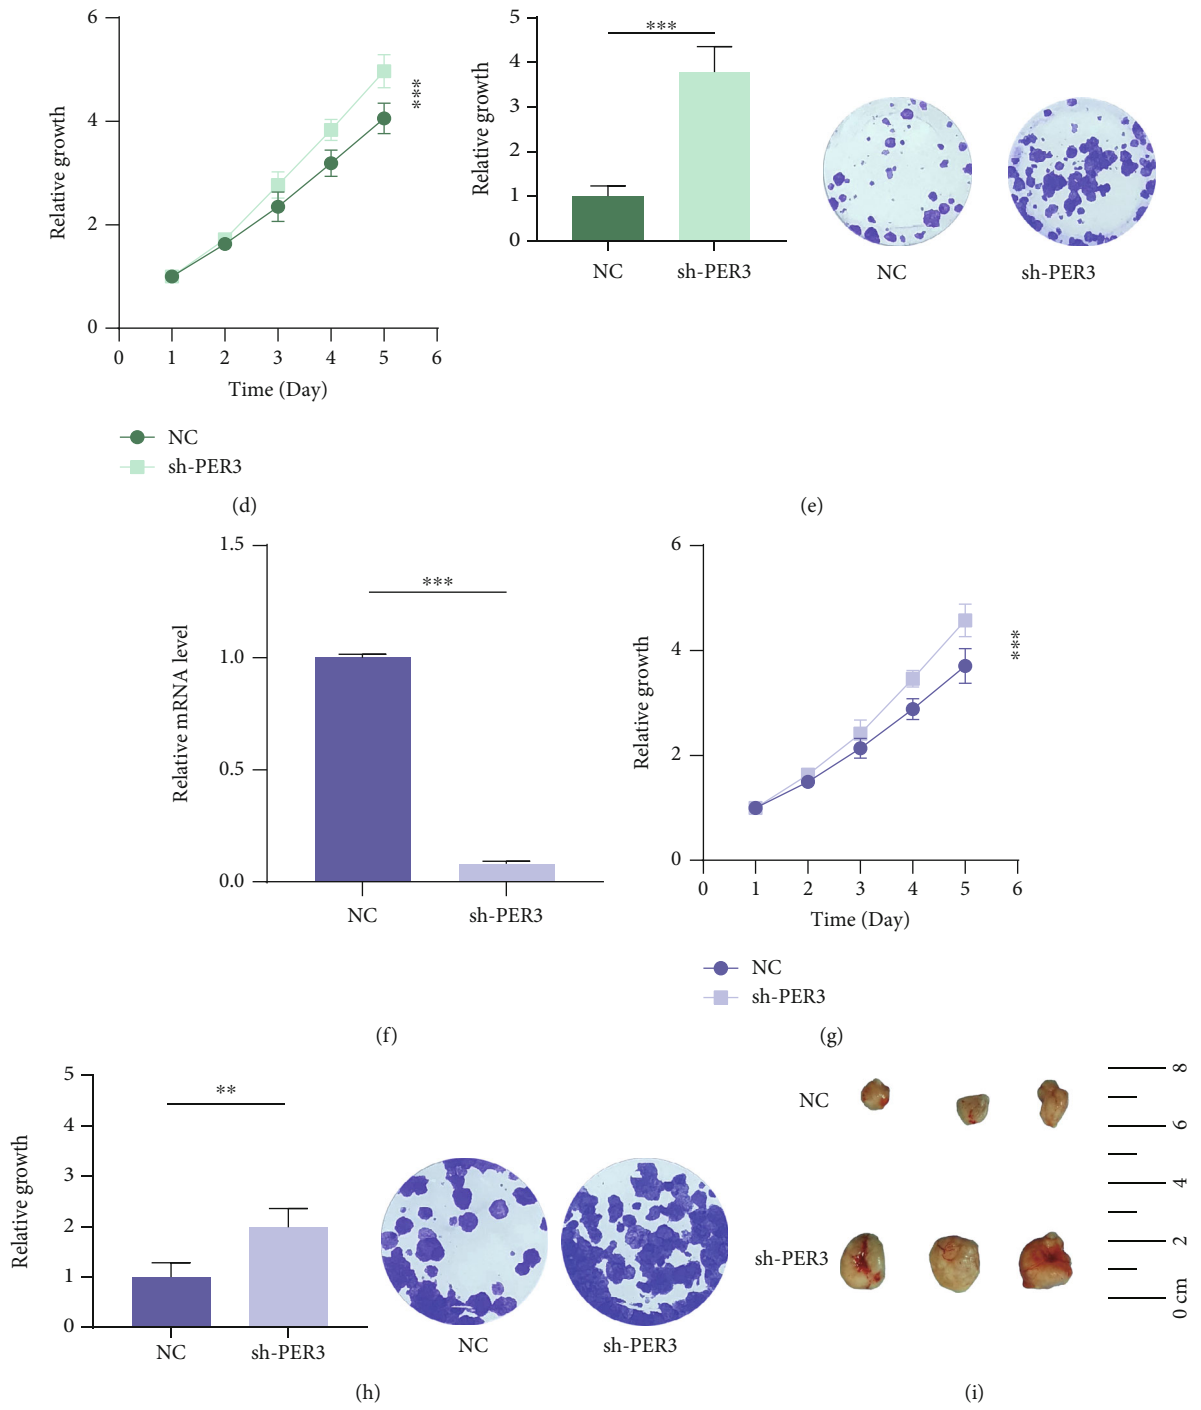 6
4
2
0
Relative growth
***
0 1 2 3 4 5 6
Time (Day)
NC
sh-PER3
(d)
5
4
3
2
1
0
Relative growth
***
NC sh-PER3
NC sh-PER3
(e)
1.5
1.0
0.5
0.0
Relative mRNA level
***
NC sh-PER3
(f)
6
4
2
0
Relative growth
***
0 1 2 3 4 5 6
Time (Day)
NC
sh-PER3
(g)
5
4
3
2
1
0
Relative growth
**
NC sh-PER3
NC sh-PER3
(h)
NC
sh-PER3
8
6
4
2
0 cm
(i)